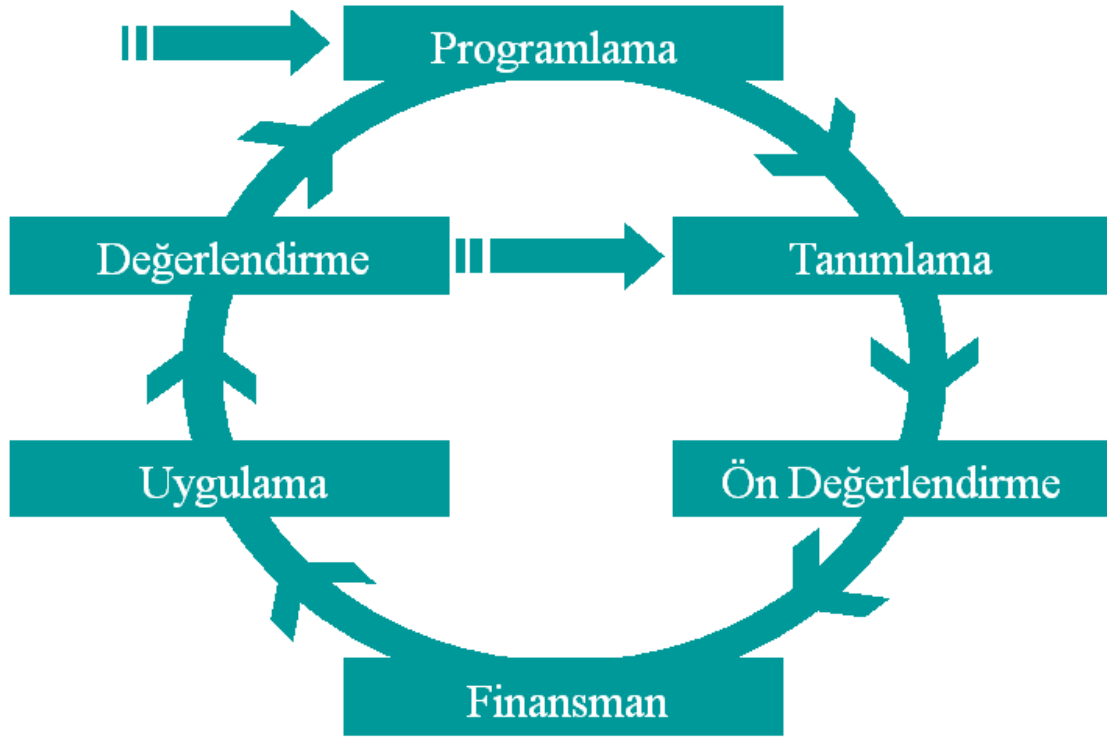 Programlama
Değerlendirme
Tanımlama
Uygulama
Ön Değerlendirme
Finansman